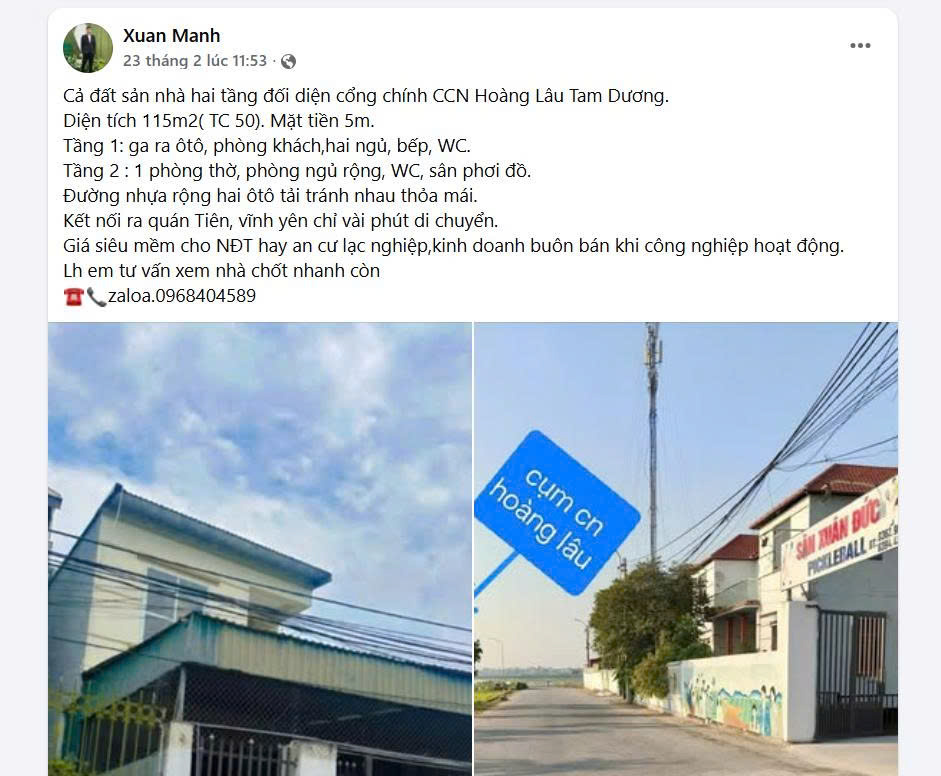 Xuan Manh
23 tháng 2 lúc 11:53 ·
Cả đất sản nhà hai tầng đối diện cổng chính CCN Hoàng Lâu Tam Dương.
Diện tích 115m2( TC 50). Mặt tiền 5m.
Tầng 1: ga ra ôtô, phòng khách,hai ngủ, bếp, WC.
Tầng 2 : 1 phòng thờ, phòng ngủ rộng, WC, sân phơi đồ.
Đường nhựa rộng hai ôtô tải tránh nhau thỏa mái.
Kết nối ra quán Tiên, vĩnh yên chỉ vài phút di chuyển.
Giá siêu mềm cho NĐT hay an cư lạc nghiệp,kinh doanh buôn bán khi công nghiệp hoạt động.
Lh em tư vấn xem nhà chốt nhanh còn
☎️📞zaloa.0968404589
cụm cn
hoàng lâu
SÂN XUÂN ĐỨC
PICKLEBALL